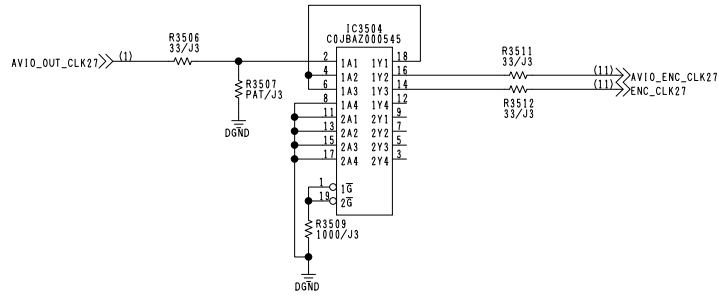 IC3504
C0JBAZ000545
R3506
33/J3
AVIO_OUT_CLK27
(1)
R3507
PAT/J3
DGND
2 1A1 1Y1 18
4 1A2 1Y2 16
6 1A3 1Y3 14
8 1A4 1Y4 12
11 2A1 2Y1 9
13 2A2 2Y2 7
15 2A3 2Y3 5
17 2A4 2Y4 3
1 1G
19 2G
R3511
33/J3
(11) AVIO_ENC_CLK27
(11) ENC_CLK27
R3512
33/J3
R3509
1000/J3
DGND